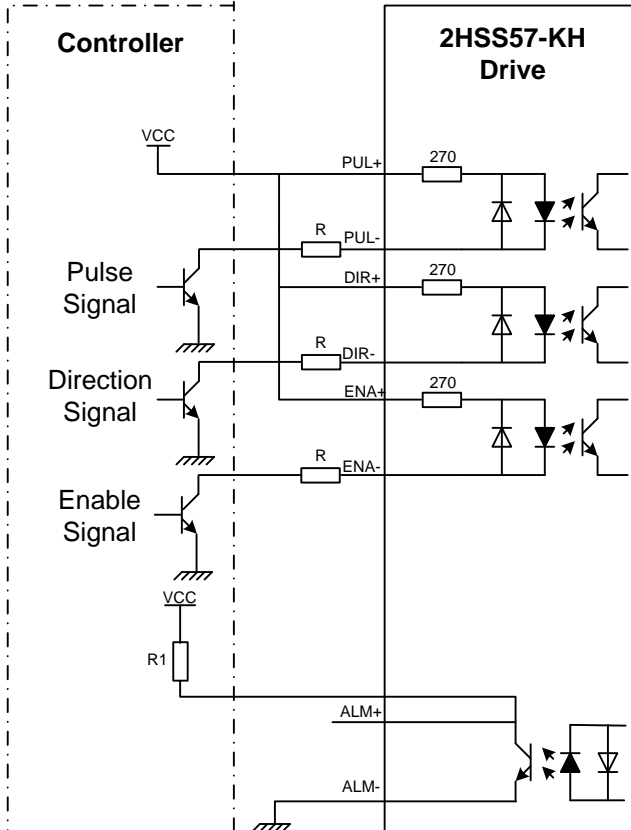 Controller
2HSS57-KH
Drive
VCC
PUL+
270
R
PUL-
Pulse
Signal
DIR+
270
R
DIR-
Direction
Signal
ENA+
270
R
ENA-
Enable
Signal
VCC
R1
ALM+
ALM-